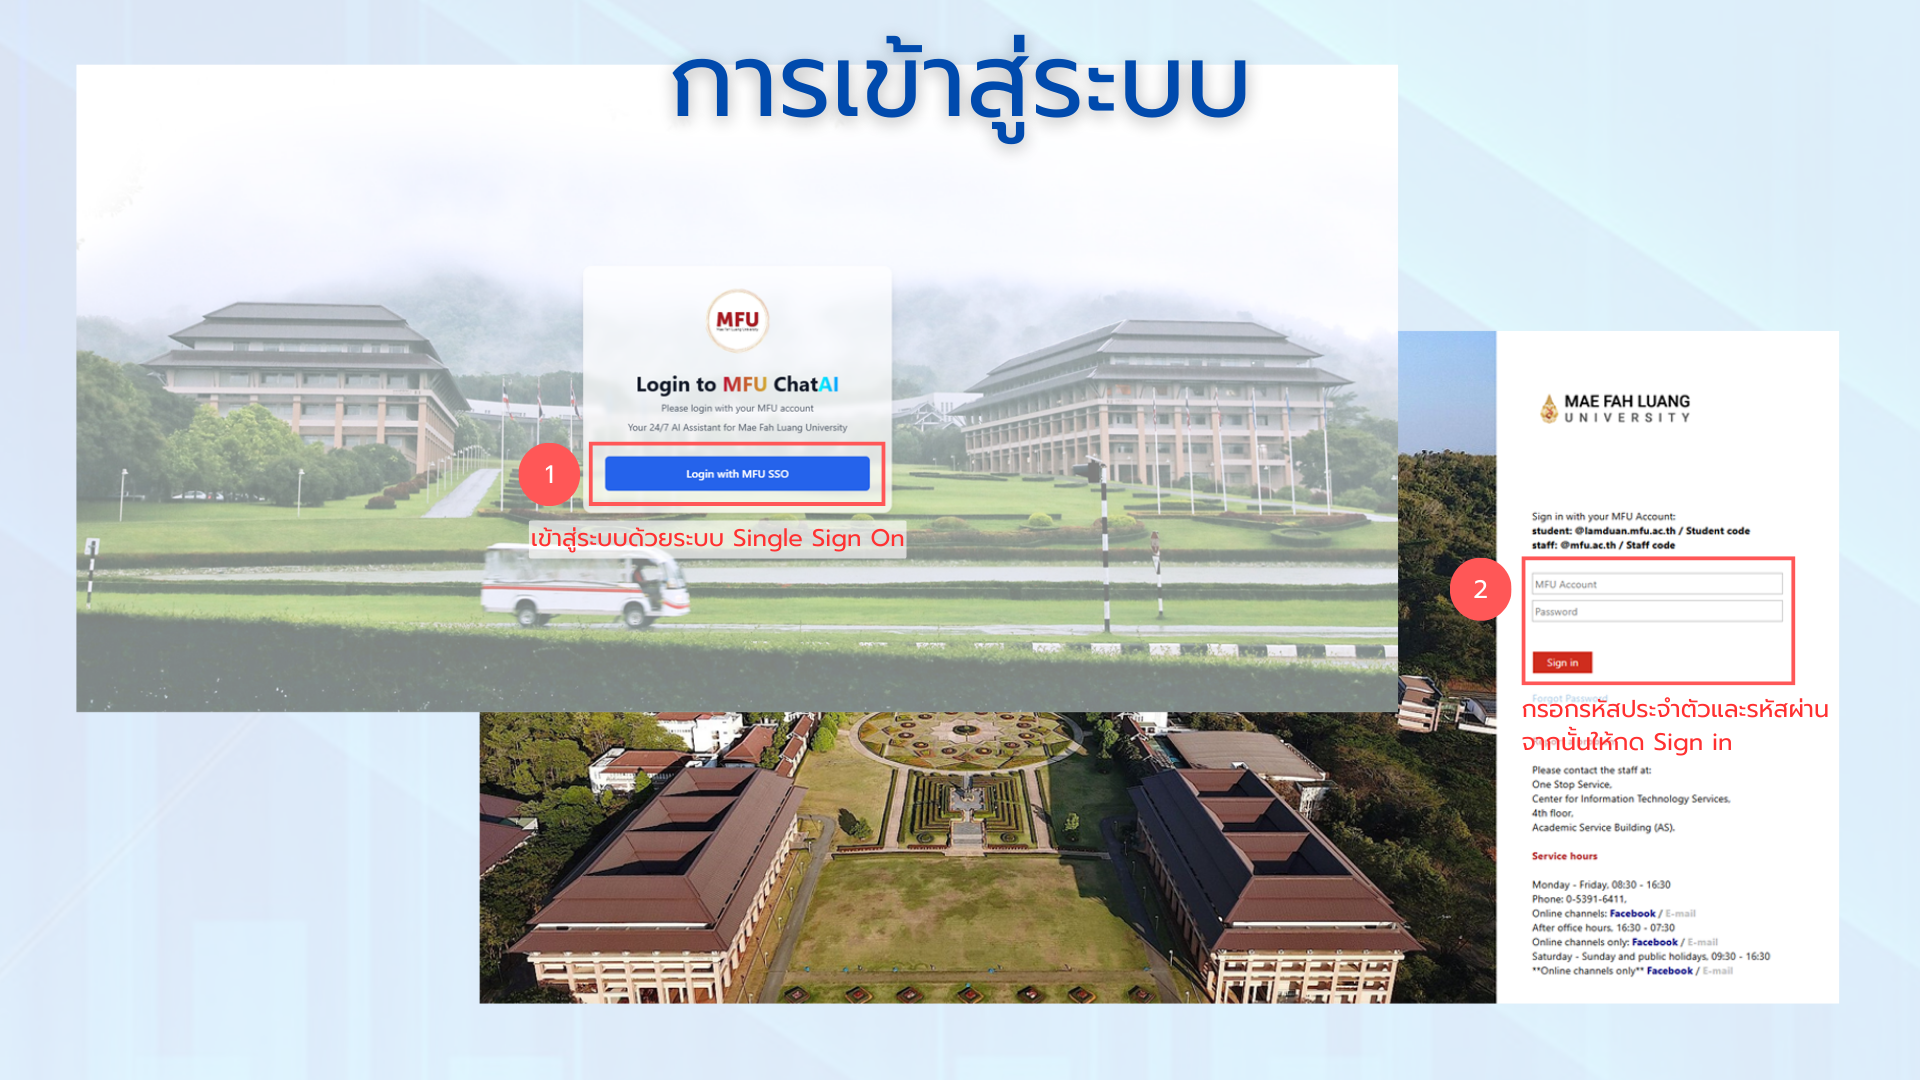 การเข้าสู่ระบบ
MFU
Mae Fah Luang University
Login to MFU ChatAI
Please login with your MFU account
Your 24/7 AI Assistant for Mae Fah Luang University
1
Login with MFU SSO
เข้าสู่ระบบด้วยระบบ Single Sign On
MAE FAH LUANG
UNIVERSITY
Sign in with your MFU Account:
student: @lamduan.mfu.ac.th / Student code
staff: @mfu.ac.th / Staff code
2
MFU Account
Password
Sign in
Forgot Password
กรอกรหัสประจำตัวและรหัสผ่าน
จากนั้นให้กด Sign in
Please contact the staff at:
One Stop Service,
Center for Information Technology Services,
4th floor,
Academic Service Building (AS).
Service hours
Monday - Friday, 08:30 - 16:30
Phone: 0-5391-6411,
Online channels: Facebook / E-mail
After office hours, 16:30 - 07:30
Online channels only: Facebook / E-mail
Saturday - Sunday and public holidays, 09:30 - 16:30
**Online channels only** Facebook / E-mail